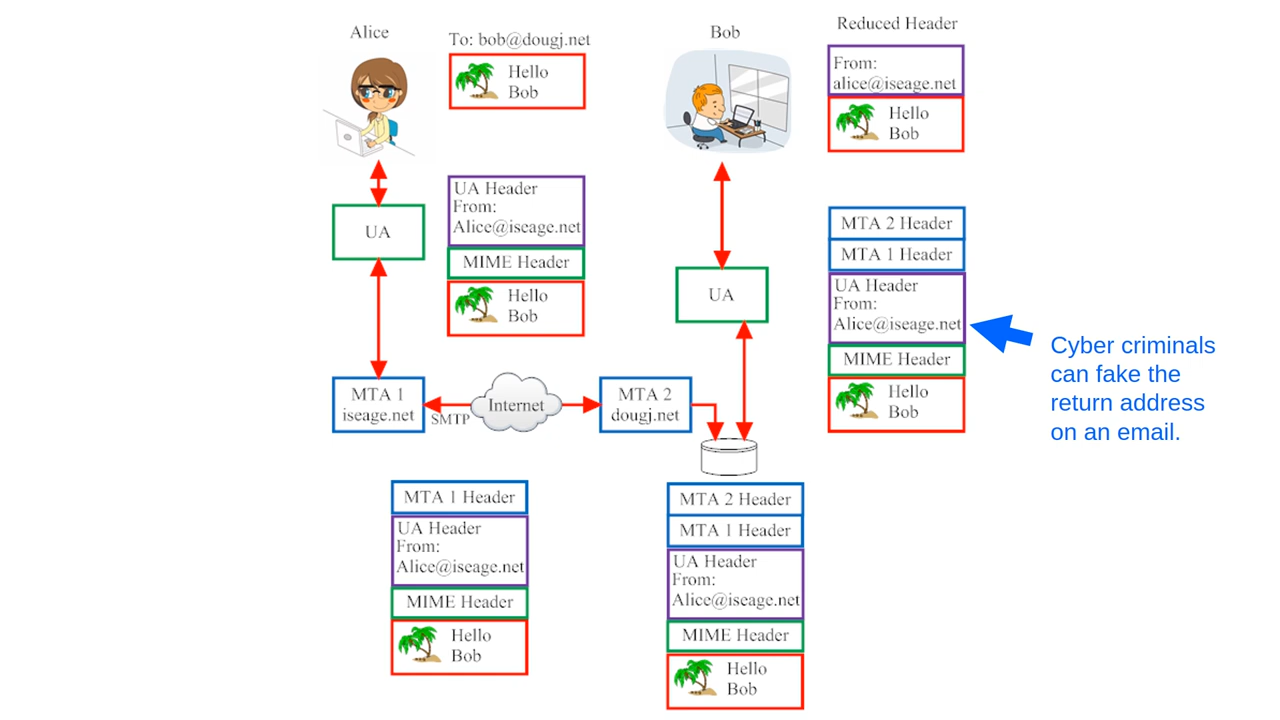 Alice
To: bob@dougj.net
Hello
Bob
UA
UA Header
From:
Alice@iseage.net
MIME Header
Hello
Bob
MTA 1
iseage.net
SMTP
Internet
MTA 2
dougj.net
MTA 1 Header
UA Header
From:
Alice@iseage.net
MIME Header
Hello
Bob
Bob
Reduced Header
From:
alice@iseage.net
Hello
Bob
UA
MTA 2 Header
MTA 1 Header
UA Header
From:
Alice@iseage.net
MIME Header
Hello
Bob
Cyber criminals
can fake the
return address
on an email.
MTA 2 Header
MTA 1 Header
UA Header
From:
Alice@iseage.net
MIME Header
Hello
Bob